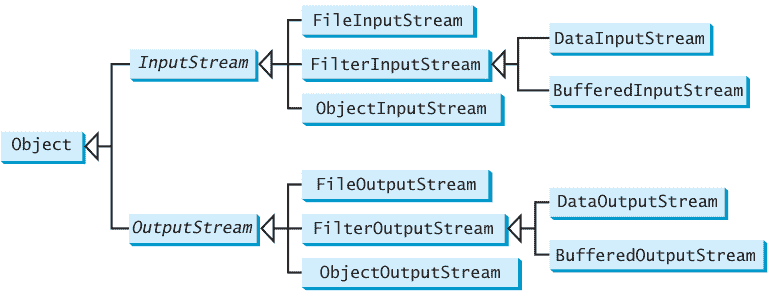 FileInputStream
DataInputStream
InputStream
FilterInputStream
BufferedInputStream
ObjectInputStream
Object
FileOutputStream
DataOutputStream
OutputStream
FilterOutputStream
BufferedOutputStream
ObjectOutputStream